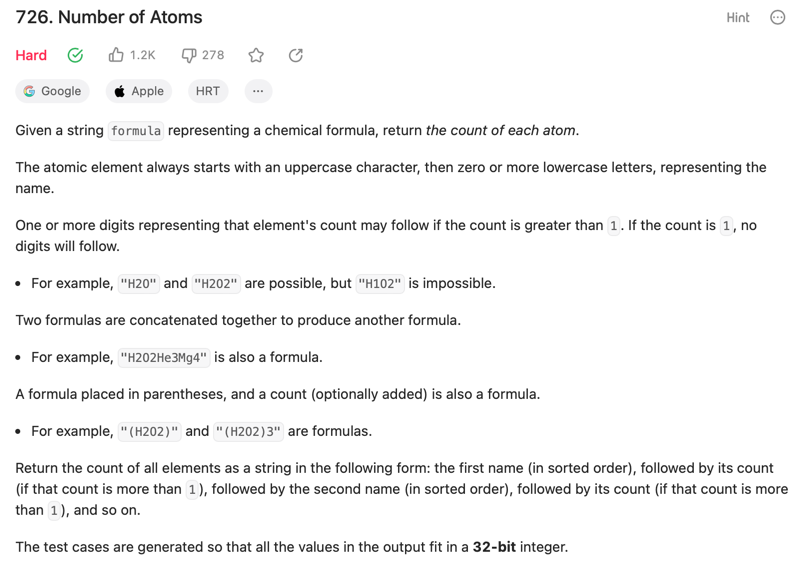 726. Number of Atoms
Hint
Hard
1.2K
278
Google
Apple
HRT
...
Given a string formula representing a chemical formula, return the count of each atom.
The atomic element always starts with an uppercase character, then zero or more lowercase letters, representing the
name.
One or more digits representing that element's count may follow if the count is greater than 1. If the count is 1, no
digits will follow.
• For example, "H2O" and "H2O2" are possible, but "H1O2" is impossible.
Two formulas are concatenated together to produce another formula.
• For example, "H2O2He3Mg4" is also a formula.
A formula placed in parentheses, and a count (optionally added) is also a formula.
• For example, "(H2O2)" and "(H2O2)3" are formulas.
Return the count of all elements as a string in the following form: the first name (in sorted order), followed by its count
(if that count is more than 1), followed by the second name (in sorted order), followed by its count (if that count is more
than 1), and so on.
The test cases are generated so that all the values in the output fit in a 32-bit integer.